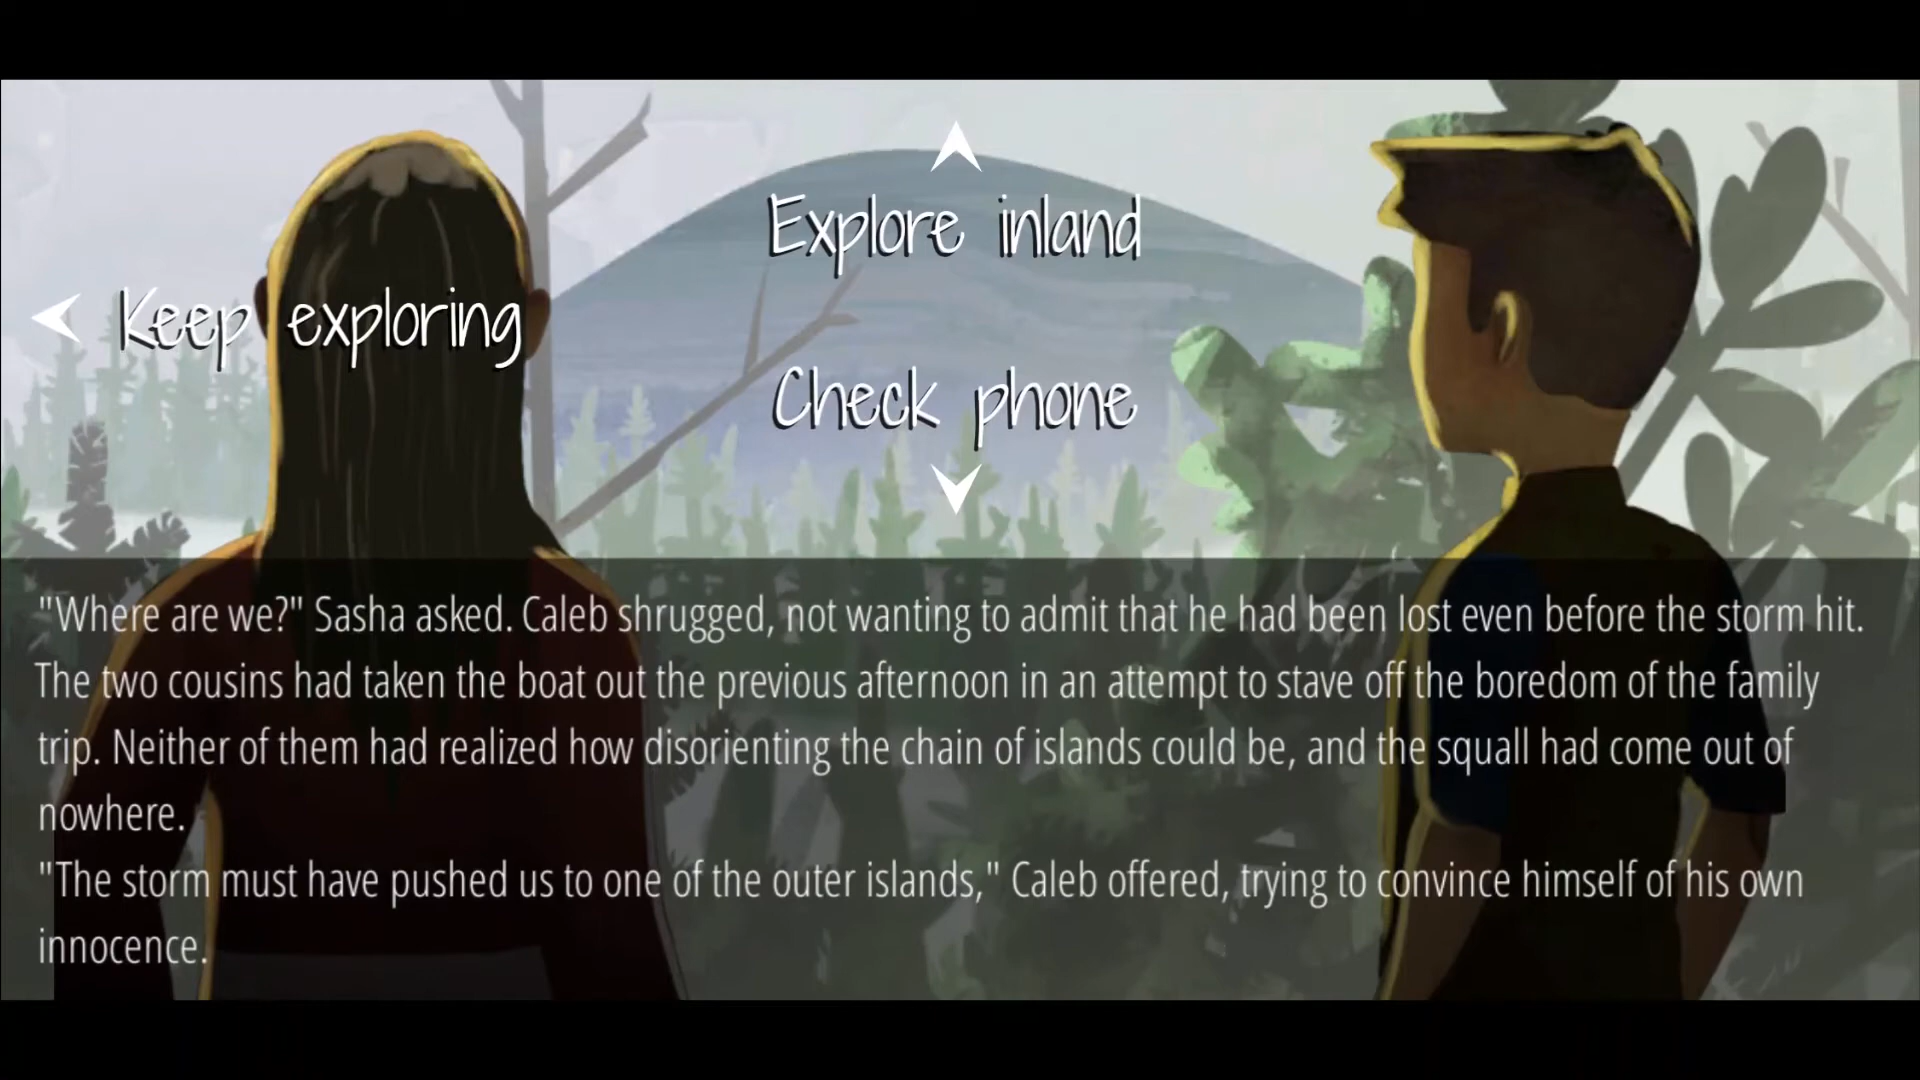 Explore inland
Keep exploring
Check phone
"Where are we?" Sasha asked. Caleb shrugged, not wanting to admit that he had been lost even before the storm hit.
The two cousins had taken the boat out the previous afternoon in an attempt to stave off the boredom of the family
trip. Neither of them had realized how disorienting the chain of islands could be, and the squall had come out of
nowhere.
"The storm must have pushed us to one of the outer islands," Caleb offered, trying to convince himself of his own
innocence.